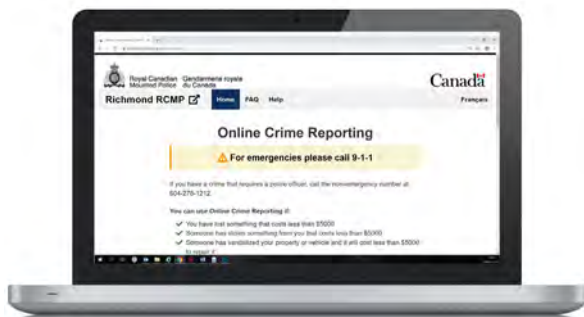 Royal Canadian Gendarmerie royale
Mounted Police du Canada
Canada
Richmond RCMP
Home FAQ Help
Français
Online Crime Reporting
For emergencies please call 9-1-1
If you have a crime that requires a police officer, call the non-emergency number at
604-278-1212.
You can use Online Crime Reporting if:
You have lost something that costs less than $5000
Someone has stolen something from you that costs less than $5000
Someone has vandalized your property or vehicle and it will cost less than $5000
to repair it